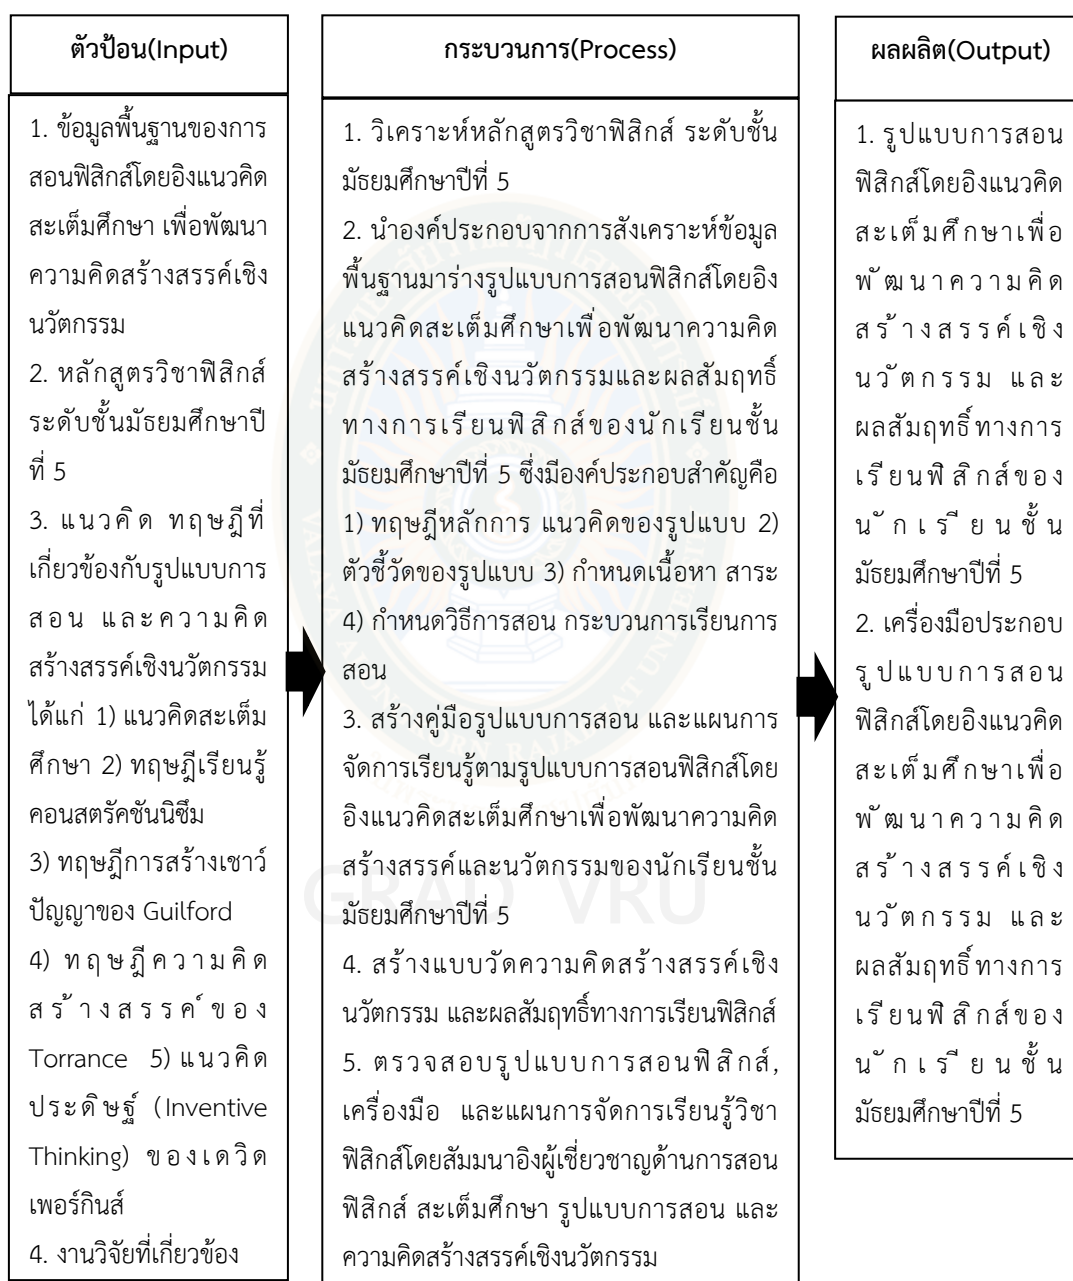 ตัวป้อน(Input)
1. ข้อมูลพื้นฐานของการ
สอนฟิสิกส์โดยอิงแนวคิด
สะเต็มศึกษา เพื่อพัฒนา
ความคิดสร้างสรรค์เชิง
นวัตกรรม
2. หลักสูตรวิชาฟิสิกส์
ระดับชั้นมัธยมศึกษาปี
ที่ 5
3. แนวคิด ทฤษฎีที่
เกี่ยวข้องกับรูปแบบการ
สอน และความคิด
สร้างสรรค์เชิงนวัตกรรม
ได้แก่ 1) แนวคิดสะเต็ม
ศึกษา 2) ทฤษฎีเรียนรู้
คอนสตรัคชันนิซึม
3) ทฤษฎีการสร้างเชาว์
ปัญญาของ Guilford
4) ทฤษฎีความคิด
สร้างสรรค์ของ
Torrance 5) แนวคิด
ประดิษฐ์ (Inventive
Thinking) ของเดวิด
เพอร์กินส์
4. งานวิจัยที่เกี่ยวข้อง
กระบวนการ(Process)
1. วิเคราะห์หลักสูตรวิชาฟิสิกส์ ระดับชั้น
มัธยมศึกษาปีที่ 5
2. นำองค์ประกอบจากการสังเคราะห์ข้อมูล
พื้นฐานมาร่างรูปแบบการสอนฟิสิกส์โดยอิง
แนวคิดสะเต็มศึกษาเพื่อพัฒนาความคิด
สร้างสรรค์เชิงนวัตกรรมและผลสัมฤทธิ์
ทางการเรียนฟิสิกส์ของนักเรียนชั้น
มัธยมศึกษาปีที่ 5 ซึ่งมีองค์ประกอบสำคัญคือ
1) ทฤษฎีหลักการ แนวคิดของรูปแบบ 2)
ตัวชี้วัดของรูปแบบ 3) กำหนดเนื้อหา สาระ
4) กำหนดวิธีการสอน กระบวนการเรียนการ
สอน
3. สร้างคู่มือรูปแบบการสอน และแผนการ
จัดการเรียนรู้ตามรูปแบบการสอนฟิสิกส์โดย
อิงแนวคิดสะเต็มศึกษาเพื่อพัฒนาความคิด
สร้างสรรค์และนวัตกรรมของนักเรียนชั้น
มัธยมศึกษาปีที่ 5
4. สร้างแบบวัดความคิดสร้างสรรค์เชิง
นวัตกรรม และผลสัมฤทธิ์ทางการเรียนฟิสิกส์
5. ตรวจสอบรูปแบบการสอนฟิสิกส์,
เครื่องมือ และแผนการจัดการเรียนรู้วิชา
ฟิสิกส์โดยสัมมนาอิงผู้เชี่ยวชาญด้านการสอน
ฟิสิกส์ สะเต็มศึกษา รูปแบบการสอน และ
ความคิดสร้างสรรค์เชิงนวัตกรรม
ผลผลิต(Output)
1. รูปแบบการสอน
ฟิสิกส์โดยอิงแนวคิด
สะเต็มศึกษาเพื่อ
พัฒนาความคิด
สร้างสรรค์เชิง
นวัตกรรม และ
ผลสัมฤทธิ์ทางการ
เรียนฟิสิกส์ของ
นักเรียนชั้น
มัธยมศึกษาปีที่ 5
2. เครื่องมือประกอบ
รูปแบบการสอน
ฟิสิกส์โดยอิงแนวคิด
สะเต็มศึกษาเพื่อ
พัฒนาความคิด
สร้างสรรค์เชิง
นวัตกรรม และ
ผลสัมฤทธิ์ทางการ
เรียนฟิสิกส์ของ
นักเรียนชั้น
มัธยมศึกษาปีที่ 5
GRAD VRU